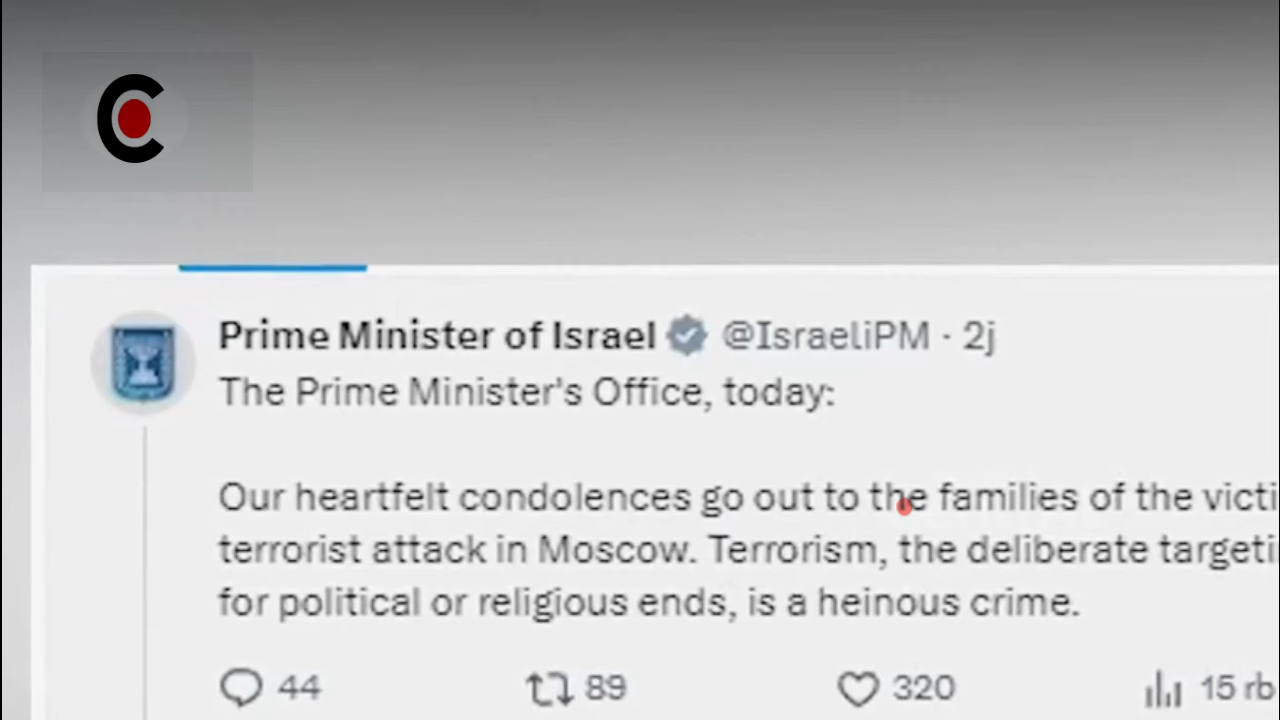 Prime Minister of Israel @IsraeliPM · 2j
The Prime Minister's Office, today:
Our heartfelt condolences go out to the families of the victi
terrorist attack in Moscow. Terrorism, the deliberate targeti
for political or religious ends, is a heinous crime.
44 89 320 15 rb